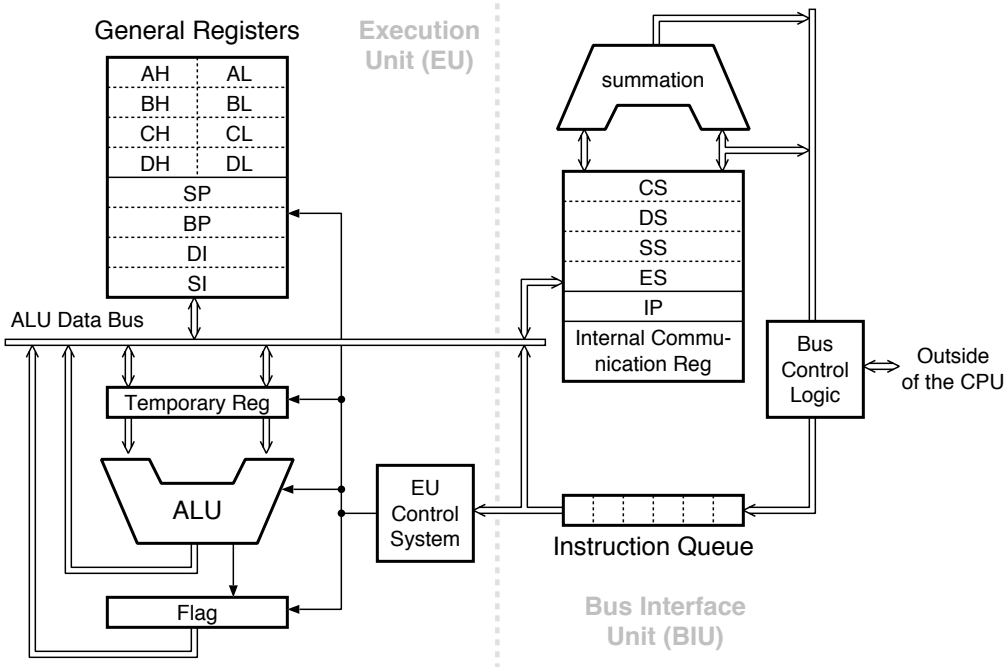 General Registers
AH AL
BH BL
CH CL
DH DL
SP
BP
DI
SI
Execution
Unit (EU)
ALU Data Bus
Temporary Reg
ALU
Flag
EU
Control
System
summation
CS
DS
SS
ES
IP
Internal Commu-
nication Reg
Bus
Control
Logic
Outside
of the CPU
Instruction Queue
Bus Interface
Unit (BIU)